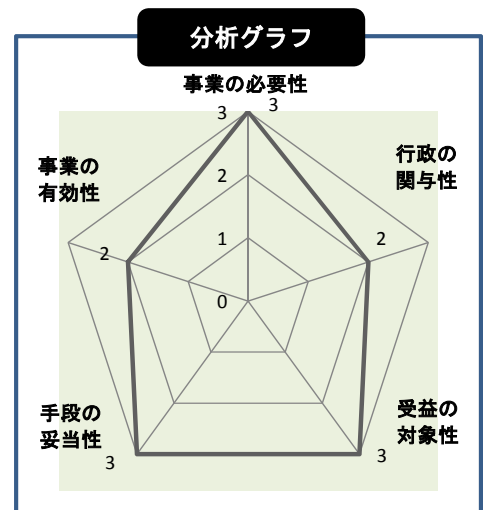 分析グラフ
事業の必要性
3
3
行政の
関与性
事業の
有効性
2
2
2
1
0
受益の
対象性
手段の
妥当性
3
3